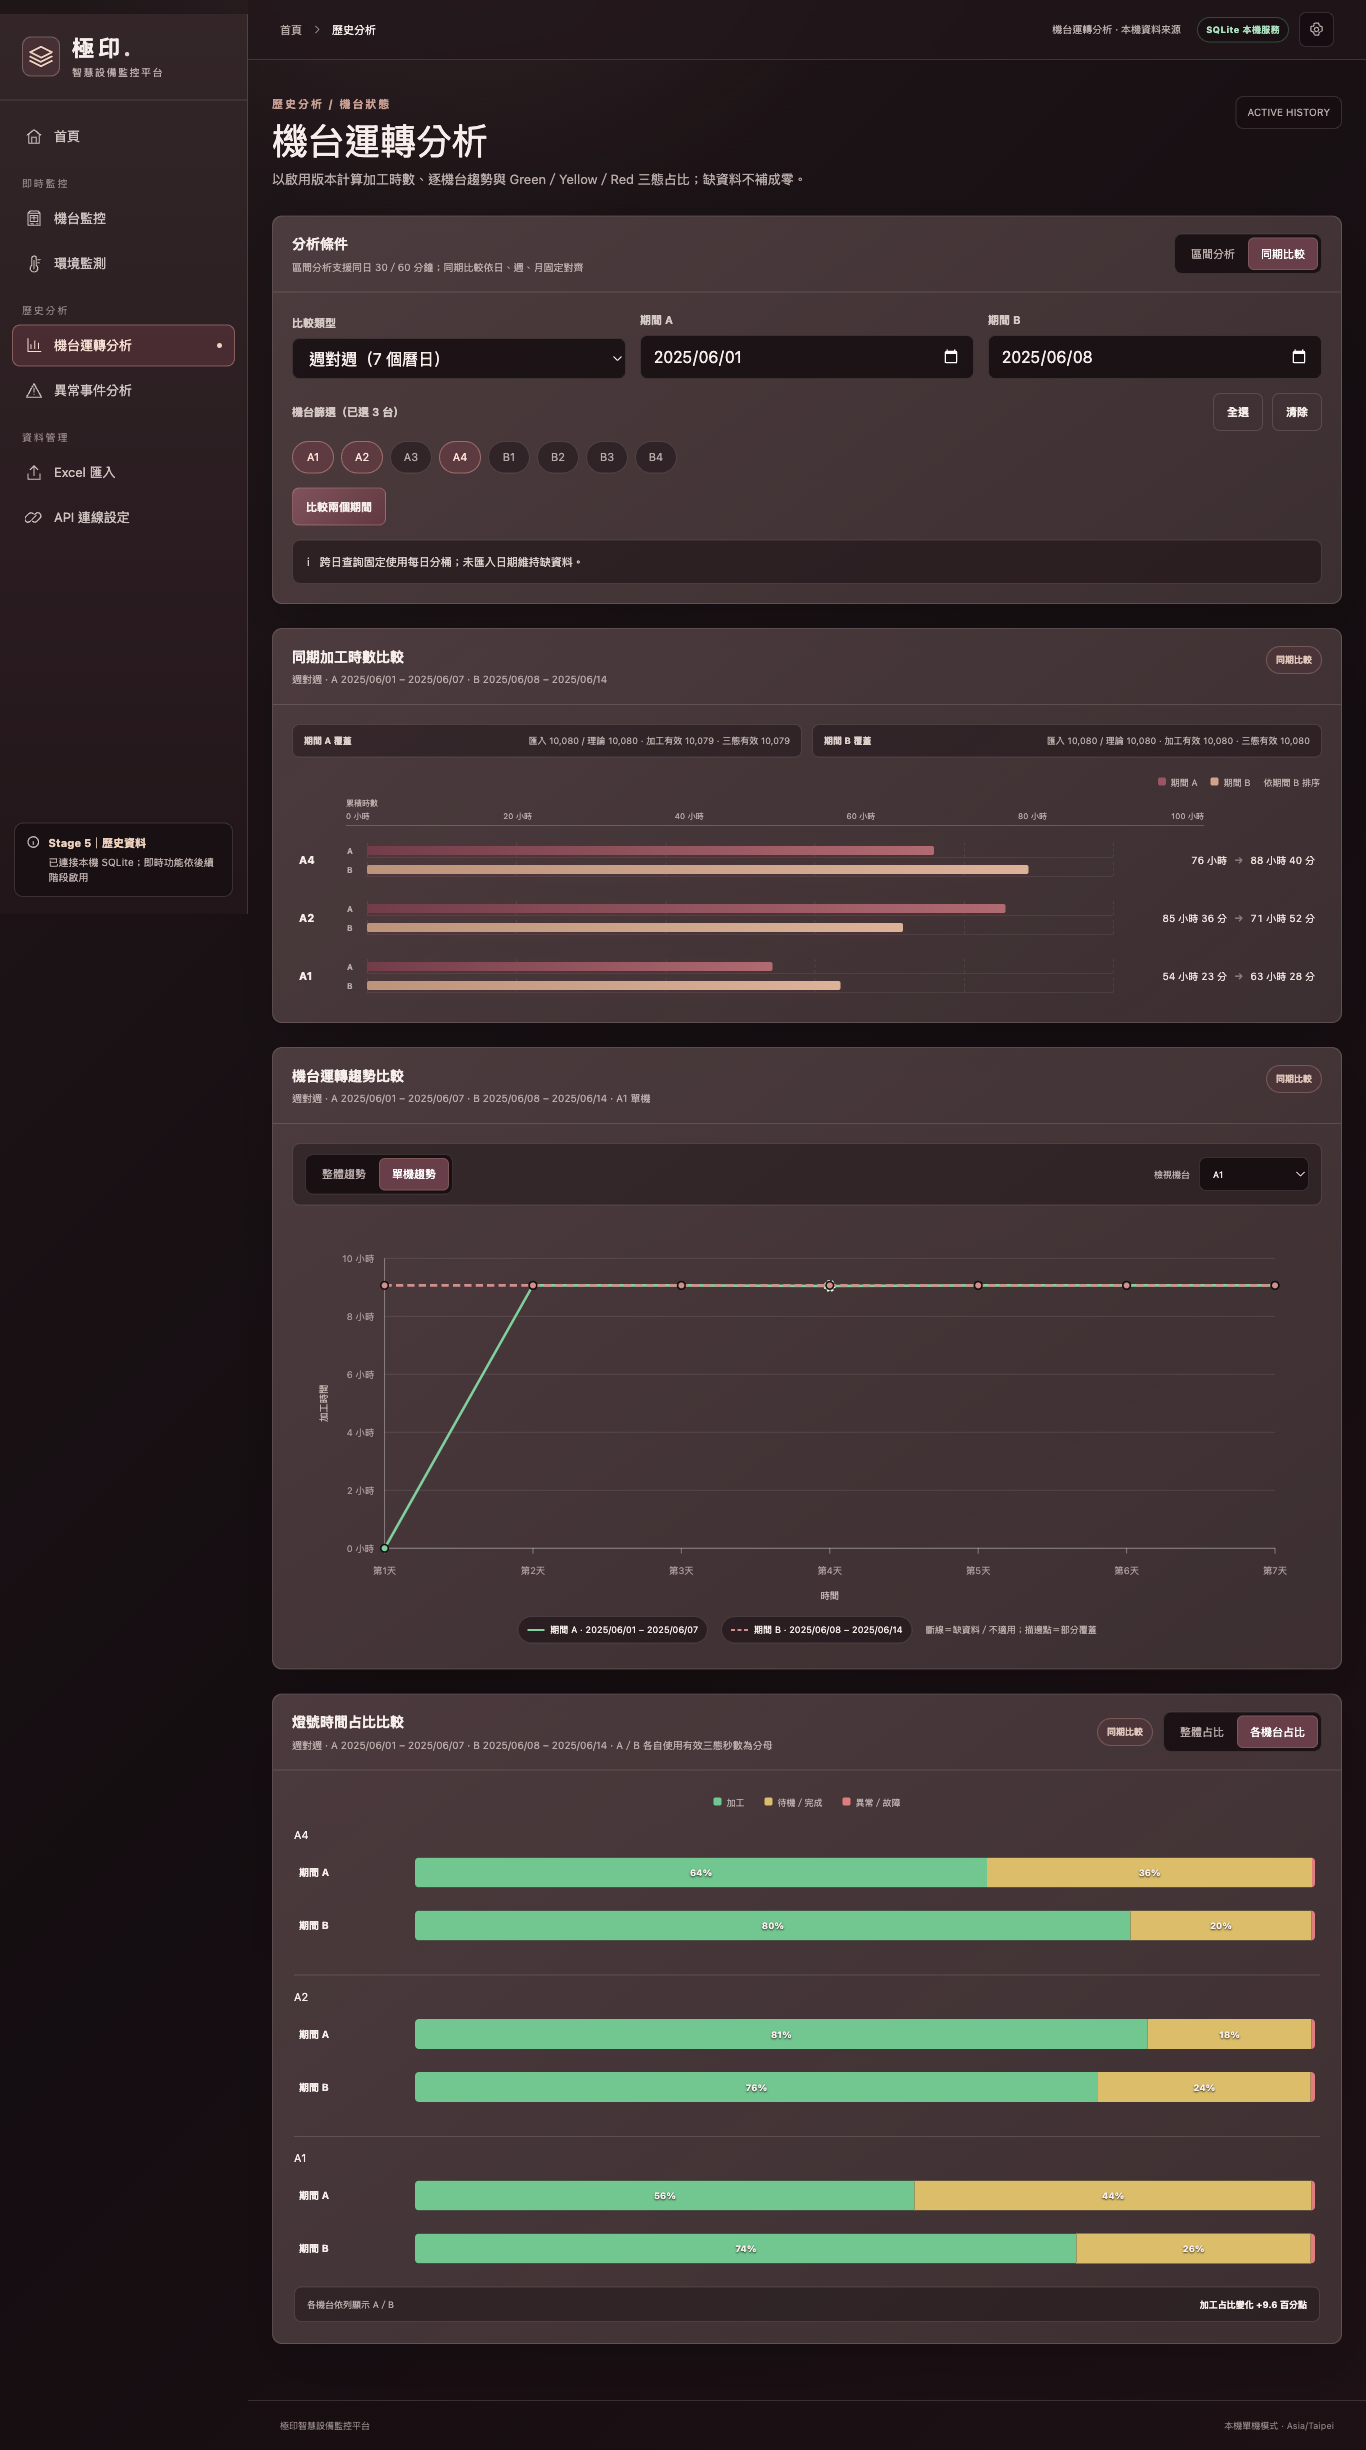 極印.
智慧設備監控平台
首頁
即時監控
機台監控
環境監測
歷史分析
機台運轉分析
異常事件分析
資料管理
Excel 匯入
API 連線設定
Stage 5｜歷史資料
已連接本機 SQLite；即時功能依後續
階段啟用
首頁 > 歷史分析
機台運轉分析 · 本機資料來源
SQLite 本機服務
歷史分析 / 機台狀態
機台運轉分析
以啟用版本計算加工時數、逐機台趨勢與 Green / Yellow / Red 三態占比；缺資料不補成零。
ACTIVE HISTORY
分析條件
區間分析支援同日 30 / 60 分鐘；同期比較依日、週、月固定對齊
區間分析 同期比較
比較類型
週對週（7 個曆日）
期間 A
2025/06/01
期間 B
2025/06/08
機台篩選（已選 3 台）
全選 清除
A1 A2 A3 A4 B1 B2 B3 B4
比較兩個期間
i 跨日查詢固定使用每日分桶；未匯入日期維持缺資料。
同期加工時數比較
週對週 · A 2025/06/01 – 2025/06/07 · B 2025/06/08 – 2025/06/14
同期比較
期間 A 覆蓋 匯入 10,080 / 理論 10,080 · 加工有效 10,079 · 三態有效 10,079
期間 B 覆蓋 匯入 10,080 / 理論 10,080 · 加工有效 10,080 · 三態有效 10,080
期間 A 期間 B 依期間 B 排序
累積時數
0 小時 20 小時 40 小時 60 小時 80 小時 100 小時
A4 A B 76 小時 → 88 小時 40 分
A2 A B 85 小時 36 分 → 71 小時 52 分
A1 A B 54 小時 23 分 → 63 小時 28 分
機台運轉趨勢比較
週對週 · A 2025/06/01 – 2025/06/07 · B 2025/06/08 – 2025/06/14 · A1 單機
同期比較
整體趨勢 單機趨勢
檢視機台 A1
10 小時
8 小時
6 小時
4 小時
2 小時
0 小時
加工時間
第1天 第2天 第3天 第4天 第5天 第6天 第7天
時間
期間 A · 2025/06/01 – 2025/06/07
期間 B · 2025/06/08 – 2025/06/14
斷線＝缺資料 / 不適用；描邊點＝部分覆蓋
燈號時間占比比較
週對週 · A 2025/06/01 – 2025/06/07 · B 2025/06/08 – 2025/06/14 · A / B 各自使用有效三態秒數為分母
同期比較
整體占比 各機台占比
加工 待機 / 完成 異常 / 故障
A4
期間 A 64% 36%
期間 B 80% 20%
A2
期間 A 81% 18%
期間 B 76% 24%
A1
期間 A 56% 44%
期間 B 74% 26%
各機台依列顯示 A / B
加工占比變化 +9.6 百分點
極印智慧設備監控平台
本機單機模式 · Asia/Taipei